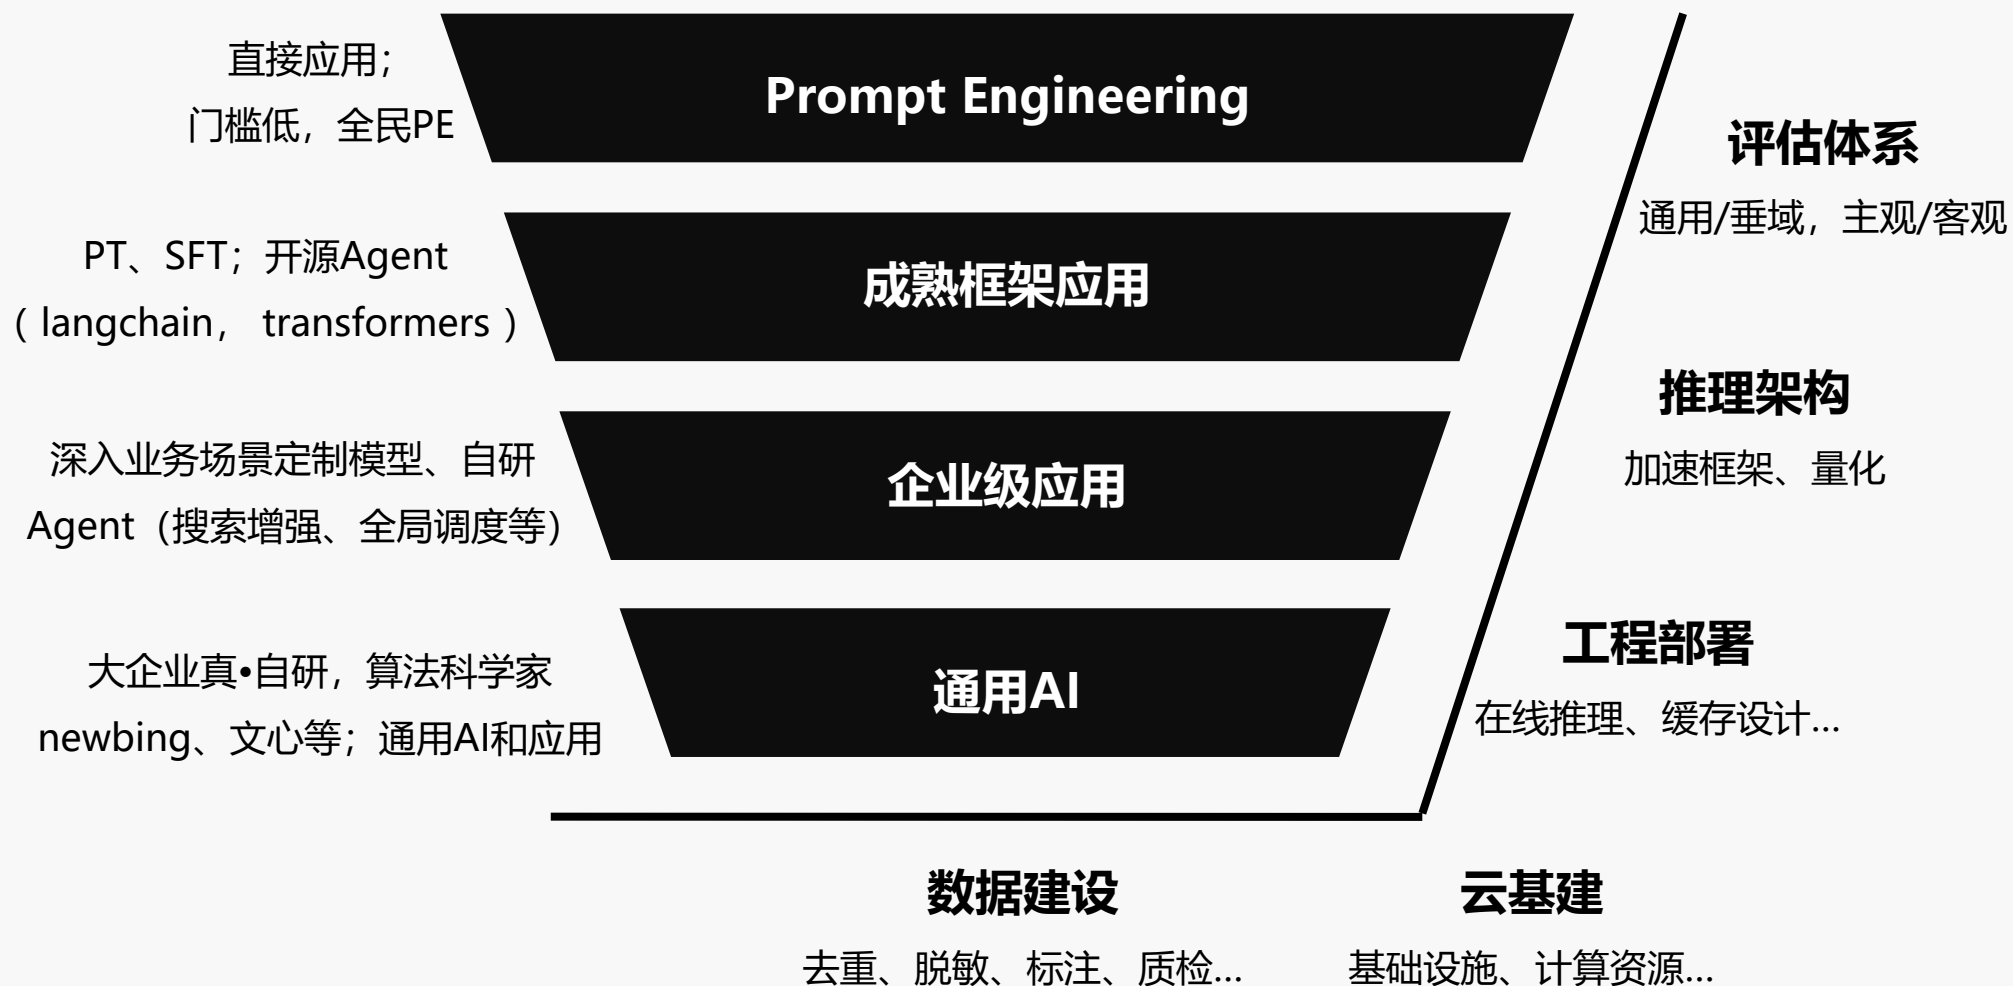 直接应用；
门槛低，全民PE
Prompt Engineering
PT、SFT；开源Agent
（ langchain， transformers ）
成熟框架应用
深入业务场景定制模型、自研
Agent（搜索增强、全局调度等）
企业级应用
大企业真•自研，算法科学家
newbing、文心等；通用AI和应用
通用AI
评估体系
通用/垂域，主观/客观
推理架构
加速框架、量化
工程部署
在线推理、缓存设计...
数据建设
去重、脱敏、标注、质检...
云基建
基础设施、计算资源...